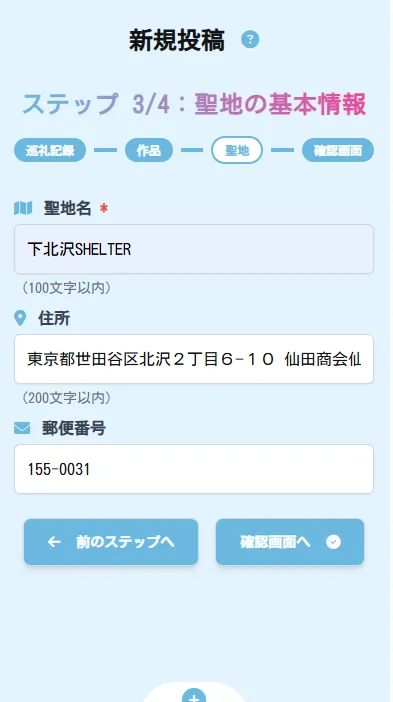 新規投稿 ?
ステップ 3/4：聖地の基本情報
巡礼記録 作品 聖地 確認画面
聖地名 *
下北沢SHELTER
（100文字以内）
住所
東京都世田谷区北沢２丁目６−１０ 仙田商会仙
（200文字以内）
郵便番号
155-0031
前のステップへ 確認画面へ